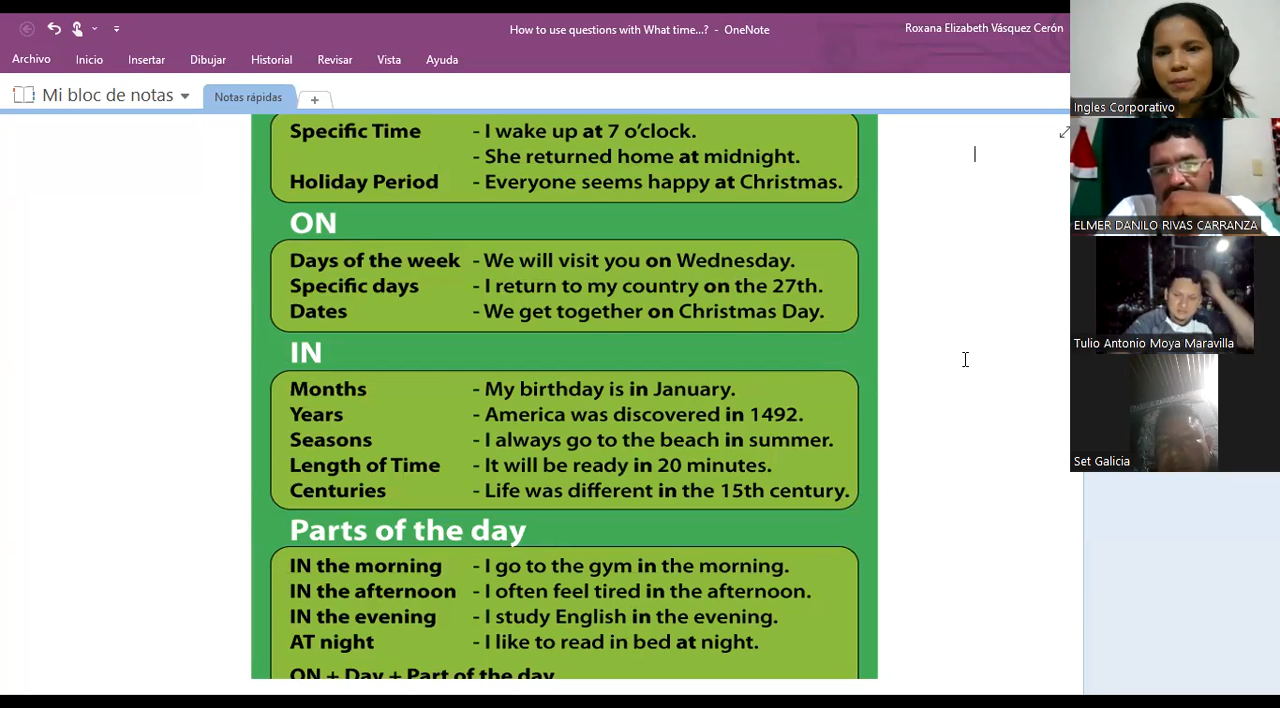 How to use questions with What time...? - OneNote
Roxana Elizabeth Vásquez Cerón
Archivo Inicio Insertar Dibujar Historial Revisar Vista Ayuda
Mi bloc de notas Notas rápidas
Specific Time - I wake up at 7 o'clock.
- She returned home at midnight.
Holiday Period - Everyone seems happy at Christmas.
ON
Days of the week - We will visit you on Wednesday.
Specific days - I return to my country on the 27th.
Dates - We get together on Christmas Day.
IN
Months - My birthday is in January.
Years - America was discovered in 1492.
Seasons - I always go to the beach in summer.
Length of Time - It will be ready in 20 minutes.
Centuries - Life was different in the 15th century.
Parts of the day
IN the morning - I go to the gym in the morning.
IN the afternoon - I often feel tired in the afternoon.
IN the evening - I study English in the evening.
AT night - I like to read in bed at night.
ON + Day + Part of the day
Ingles Corporativo
ELMER DANILO RIVAS CARRANZA
Tulio Antonio Moya Maravilla
Set Galicia